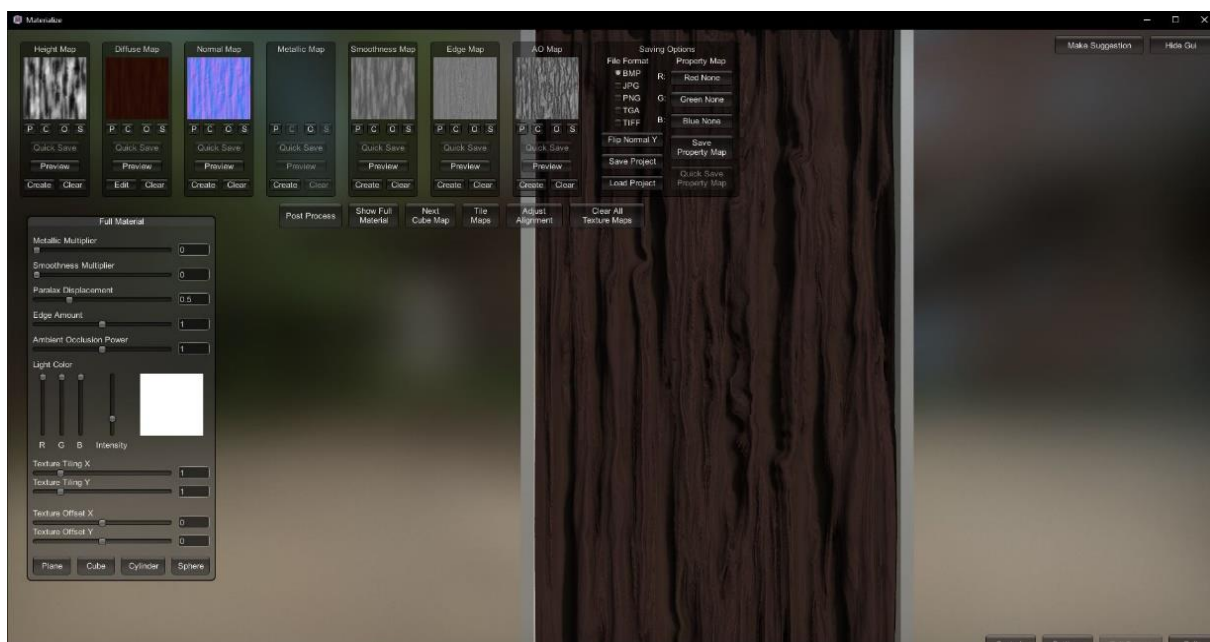 Materialize
Height Map Diffuse Map Normal Map Metallic Map Smoothness Map Edge Map AO Map Saving Options Make Suggestion Hide Gui
File Format Property Map
BMP R: Red None
JPG
PNG G: Green None
TGA
TIFF B: Blue None
P C O S P C O S P C O S P C O S P C O S P C O S P C O S
Quick Save Quick Save Quick Save Quick Save Quick Save Quick Save Quick Save Flip Normal Y Save
Property Map
Preview Preview Preview Preview Preview Preview Preview Save Project
Quick Save
Property Map
Create Clear Edit Clear Create Clear Create Clear Create Clear Create Clear Create Clear Load Project
Post Process Show Full
Material Next
Cube Map Tile
Maps Adjust
Alignment Clear All
Texture Maps
Full Material
Metallic Multiplier
0
Smoothness Multiplier
0
Paralax Displacement
0.5
Edge Amount
1
Ambient Occlusion Power
1
Light Color
R G B Intensity
Texture Tiling X
1
Texture Tiling Y
1
Texture Offset X
0
Texture Offset Y
0
Plane Cube Cylinder Sphere